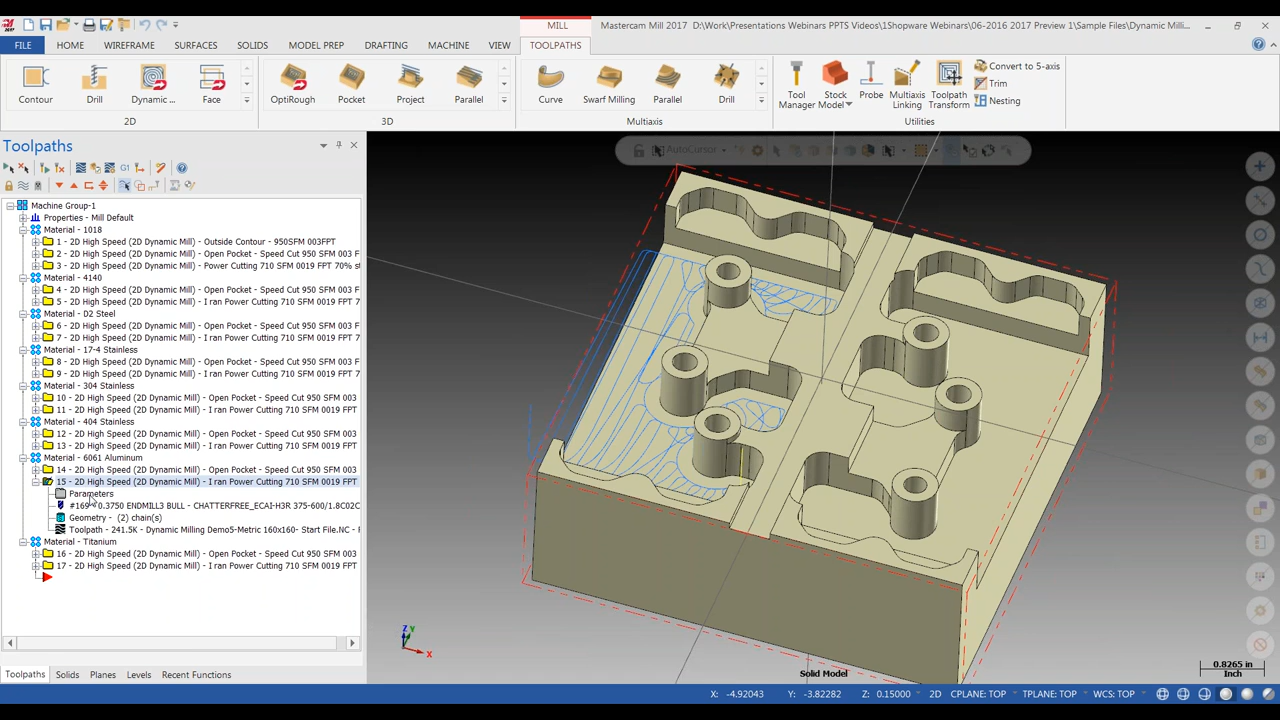 MILL
Mastercam Mill 2017 D:\Work\Presentations Webinars PPTS Videos\1Shopware Webinars\06-2016 2017 Preview 1\Sample Files\Dynamic Milli...
FILE HOME WIREFRAME SURFACES SOLIDS MODEL PREP DRAFTING MACHINE VIEW TOOLPATHS
Contour Drill Dynamic ... Face OptiRough Pocket Project Parallel Curve Swarf Milling Parallel Drill Tool Manager Stock Model Probe Multiaxis Linking Toolpath Transform
Convert to 5-axis
Trim
Nesting
2D 3D Multiaxis Utilities
Toolpaths
AutoCursor
G1
Machine Group-1
Properties - Mill Default
Material - 1018
1 - 2D High Speed (2D Dynamic Mill) - Outside Contour - 950SFM 003FPT
2 - 2D High Speed (2D Dynamic Mill) - Open Pocket - Speed Cut 950 SFM 003 F
3 - 2D High Speed (2D Dynamic Mill) - Power Cutting 710 SFM 0019 FPT 70% st
Material - 4140
4 - 2D High Speed (2D Dynamic Mill) - Open Pocket - Speed Cut 950 SFM 003 F
5 - 2D High Speed (2D Dynamic Mill) - I ran Power Cutting 710 SFM 0019 FPT
Material - D2 Steel
6 - 2D High Speed (2D Dynamic Mill) - Open Pocket - Speed Cut 950 SFM 003 F
7 - 2D High Speed (2D Dynamic Mill) - I ran Power Cutting 710 SFM 0019 FPT 7
Material - 17-4 Stainless
8 - 2D High Speed (2D Dynamic Mill) - Open Pocket - Speed Cut 950 SFM 003 F
9 - 2D High Speed (2D Dynamic Mill) - I ran Power Cutting 710 SFM 0019 FPT 7
Material - 304 Stainless
10 - 2D High Speed (2D Dynamic Mill) - Open Pocket - Speed Cut 950 SFM 003
11 - 2D High Speed (2D Dynamic Mill) - I ran Power Cutting 710 SFM 0019 FPT
Material - 404 Stainless
12 - 2D High Speed (2D Dynamic Mill) - Open Pocket - Speed Cut 950 SFM 003
13 - 2D High Speed (2D Dynamic Mill) - I ran Power Cutting 710 SFM 0019 FPT
Material - 6061 Aluminum
14 - 2D High Speed (2D Dynamic Mill) - Open Pocket - Speed Cut 950 SFM 003
15 - 2D High Speed (2D Dynamic Mill) - I ran Power Cutting 710 SFM 0019 FPT
Parameters
#169 - 0.3750 ENDMILL3 BULL - CHATTERFREE_ECAI-H3R 375-600/1.8C02C
Geometry - (2) chain(s)
Toolpath - 241.5K - Dynamic Milling Demo5-Metric 160x160- Start File.NC - F
Material - Titanium
16 - 2D High Speed (2D Dynamic Mill) - Open Pocket - Speed Cut 950 SFM 003
17 - 2D High Speed (2D Dynamic Mill) - I ran Power Cutting 710 SFM 0019 FPT
Z Y X
0.8265 in
Inch
Solid Model
Toolpaths Solids Planes Levels Recent Functions
X: -4.92043 Y: -3.82282 Z: 0.15000 2D CPLANE: TOP TPLANE: TOP WCS: TOP